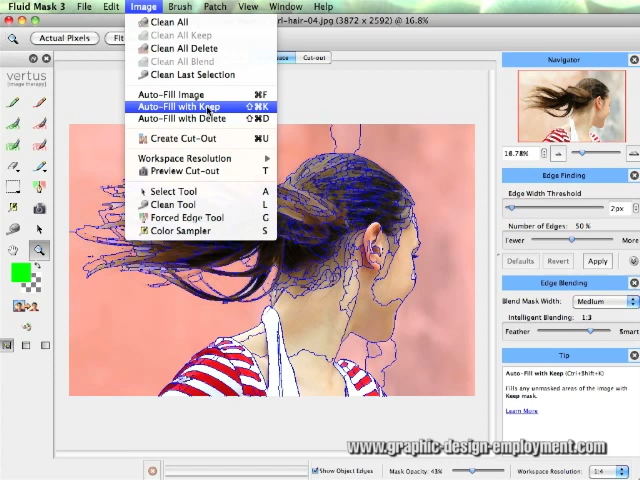 Fluid Mask 3 File Edit Image Brush Patch View Window Help
rl-hair-04.jpg (3872 x 2592) @ 16.8%
Actual Pixels
Cut-out
vertus
[image therapy]
Clean All
Clean All Keep
Clean All Delete
Clean All Blend
Clean Last Selection
Auto-Fill Image ⌘F
Auto-Fill with Keep ⇧⌘K
Auto-Fill with Delete ⇧⌘D
Create Cut-Out ⌘U
Workspace Resolution
Preview Cut-out T
Select Tool A
Clean Tool L
Forced Edge Tool G
Color Sampler S
Navigator
16.78%
Edge Finding
Edge Width Threshold
2px
Number of Edges: 50 %
Fewer More
Defaults Revert Apply
Edge Blending
Blend Mask Width: Medium
Intelligent Blending: 1:3
Feather Smart
Tip
Auto-Fill with Keep (Ctrl+Shift+K)
Fills any unmasked areas of the image with
Keep mask.
Learn More
www.graphic-design-employment.com
Show Object Edges Mask Opacity: 43% Workspace Resolution: 1:4